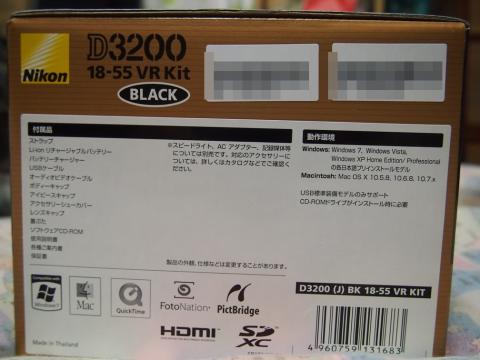 Nikon
D3200
18-55 VR Kit
BLACK
付属品
ストラップ
Li-ion リチャージャブルバッテリー
バッテリーチャージャー
USBケーブル
オーディオビデオケーブル
ボディーキャップ
アイピースキャップ
アクセサリーシューカバー
レンズキャップ
裏ぶた
ソフトウェアCD-ROM
使用説明書
各種ご案内
保証書
※スピードライト、AC アダプター、記録媒体等
については別売です。対応のアクセサリーに
ついては、詳しくはカタログなどでご確認くだ
さい。
製品の外観、仕様などは変更することがあります。
動作環境
Windows: Windows 7, Windows Vista,
Windows XP Home Edition/ Professional
の各日本語プリインストールモデル
Macintosh: Mac OS X 10.5.8, 10.6.8, 10.7.x
USB標準装備モデルのみサポート
CD-ROMドライブがインストール時に必要
Compatible with
Windows 7
Mac
QuickTime
FotoNation
PictBridge
HDMI
SD
XC
Made in Thailand
D3200 (J) BK 18-55 VR KIT
4 960759 131683